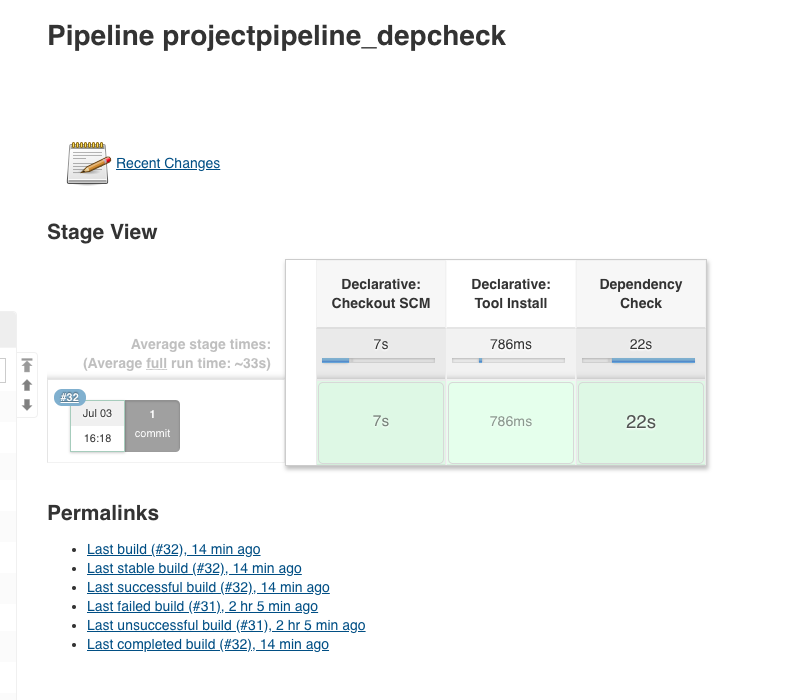 Pipeline projectpipeline_depcheck
Recent Changes
Stage View
Declarative:
Checkout SCM
Declarative:
Tool Install
Dependency
Check
Average stage times:
(Average full run time: ~33s)
7s
786ms
22s
#32
Jul 03
16:18
1
commit
7s
786ms
22s
Permalinks
Last build (#32), 14 min ago
Last stable build (#32), 14 min ago
Last successful build (#32), 14 min ago
Last failed build (#31), 2 hr 5 min ago
Last unsuccessful build (#31), 2 hr 5 min ago
Last completed build (#32), 14 min ago